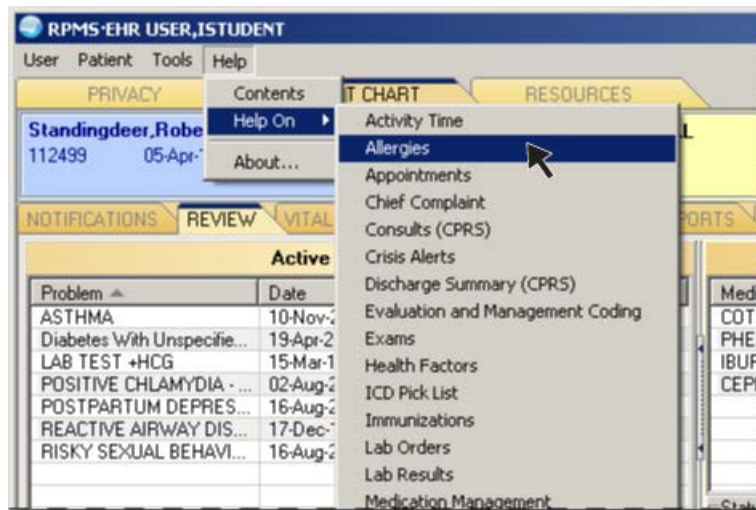 RPMS-EHR USER,ISTUDENT
User Patient Tools Help
PRIVACY T CHART RESOURCES
Contents
Help On
About...
Activity Time
Allergies
Appointments
Chief Complaint
Consults (CPRS)
Crisis Alerts
Discharge Summary (CPRS)
Evaluation and Management Coding
Exams
Health Factors
ICD Pick List
Immunizations
Lab Orders
Lab Results
Medication Management
Standingdeer,Robe L
112499 05-Apr-
NOTIFICATIONS REVIEW VITAL PORTS
Active
Problem Date Medi
ASTHMA 10-Nov-2 COT
Diabetes With Unspecifie... 19-Apr-2 PHE
LAB TEST +HCG 15-Mar-1 IBUF
POSITIVE CHLAMYDIA - ... 02-Aug-2 CEPI
POSTPARTUM DEPRES... 16-Aug-2
REACTIVE AIRWAY DIS... 17-Dec-
RISKY SEXUAL BEHAVI... 16-Aug-2